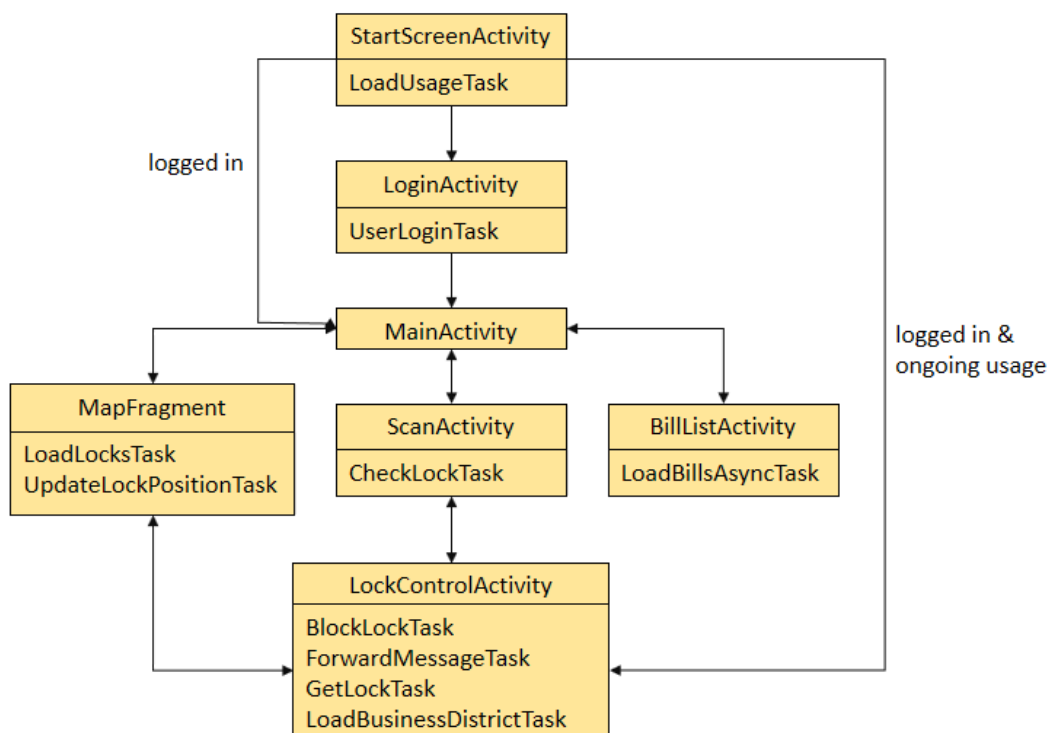 StartScreenActivity
LoadUsageTask
logged in
LoginActivity
UserLoginTask
MainActivity
logged in &
ongoing usage
MapFragment
LoadLocksTask
UpdateLockPositionTask
ScanActivity
CheckLockTask
BillListActivity
LoadBillsAsyncTask
LockControlActivity
BlockLockTask
ForwardMessageTask
GetLockTask
LoadBusinessDistrictTask